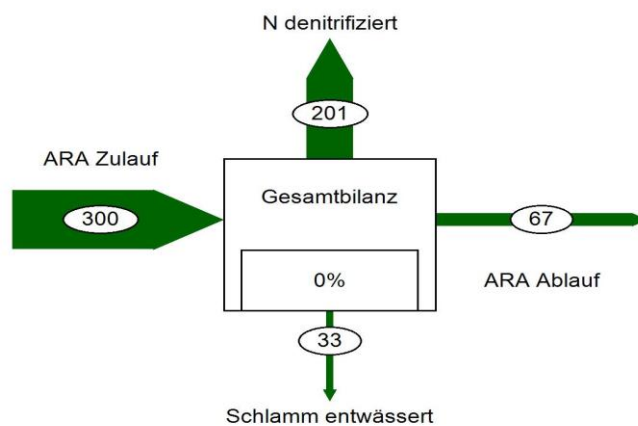 N denitrifiziert
201
ARA Zulauf
Gesamtbilanz
300
67
0%
ARA Ablauf
33
Schlamm entwässert